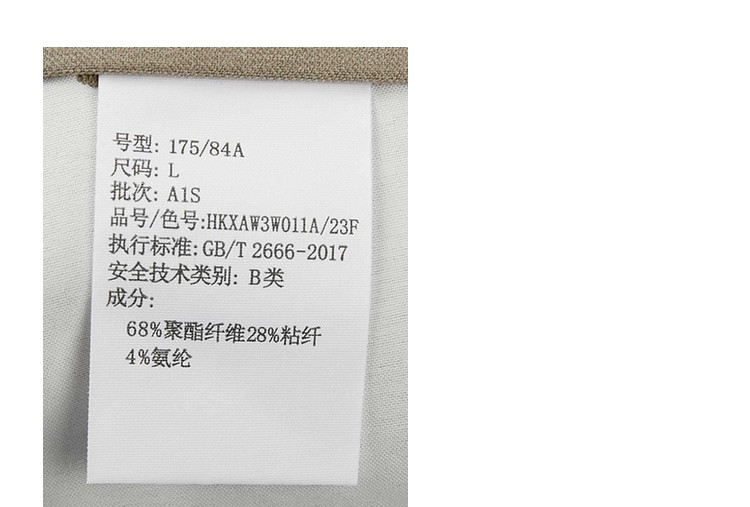 号型: 175/84A
尺码: L
批次: A1S
品号/色号:HKXAW3W011A/23F
执行标准:GB/T 2666-2017
安全技术类别: B类
成分:
68%聚酯纤维28%粘纤
4%氨纶